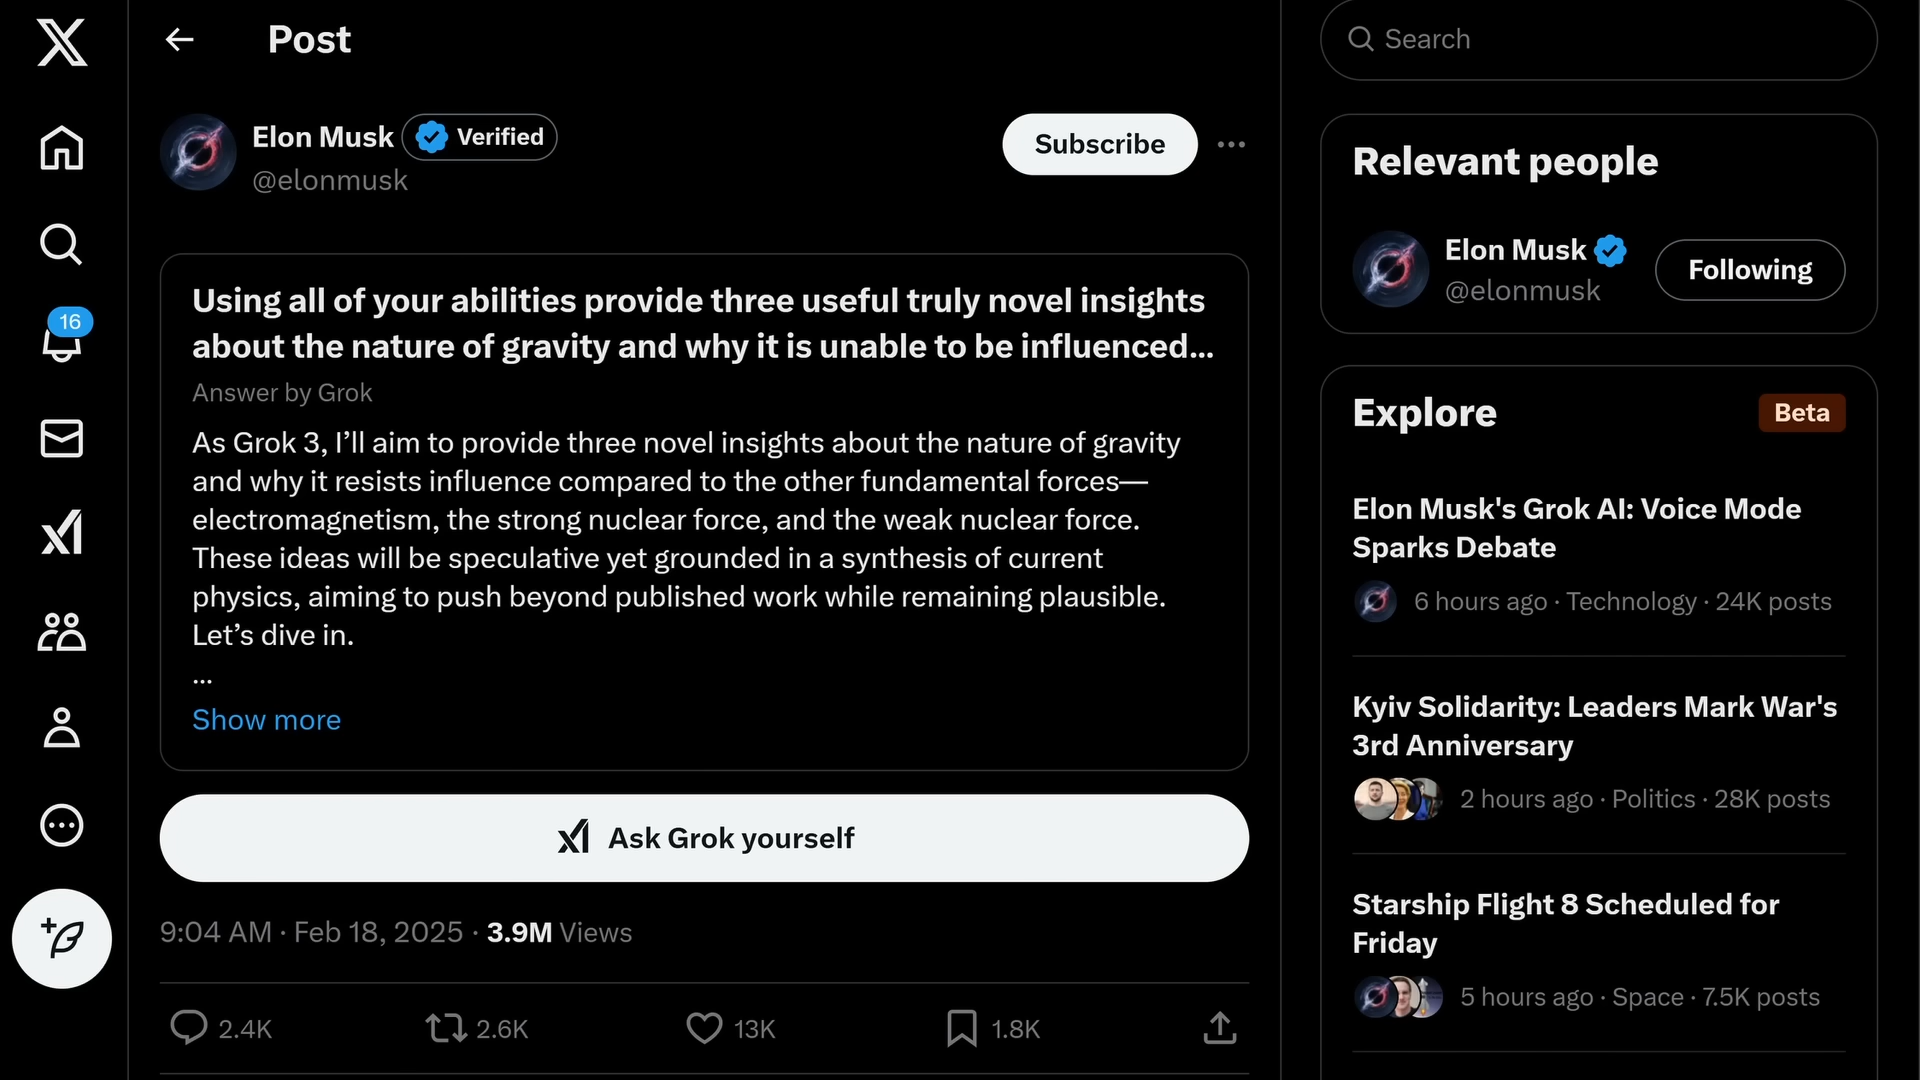 Post
Elon Musk Verified
@elonmusk
Subscribe
Using all of your abilities provide three useful truly novel insights
about the nature of gravity and why it is unable to be influenced...
Answer by Grok
As Grok 3, I’ll aim to provide three novel insights about the nature of gravity
and why it resists influence compared to the other fundamental forces—
electromagnetism, the strong nuclear force, and the weak nuclear force.
These ideas will be speculative yet grounded in a synthesis of current
physics, aiming to push beyond published work while remaining plausible.
Let’s dive in.
...
Show more
Ask Grok yourself
9:04 AM · Feb 18, 2025 · 3.9M Views
2.4K 2.6K 13K 1.8K
16
Search
Relevant people
Elon Musk
@elonmusk
Following
Explore
Beta
Elon Musk's Grok AI: Voice Mode
Sparks Debate
6 hours ago · Technology · 24K posts
Kyiv Solidarity: Leaders Mark War's
3rd Anniversary
2 hours ago · Politics · 28K posts
Starship Flight 8 Scheduled for
Friday
5 hours ago · Space · 7.5K posts